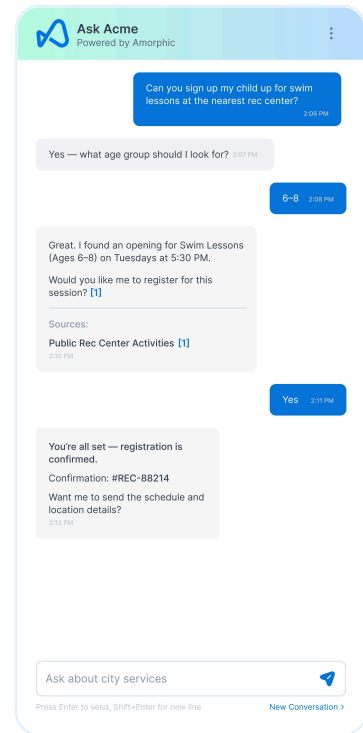 Ask Acme
Powered by Amorphic
Can you sign up my child up for swim
lessons at the nearest rec center?
2:06 PM
Yes — what age group should I look for? 2:07 PM
6–8 2:08 PM
Great. I found an opening for Swim Lessons
(Ages 6–8) on Tuesdays at 5:30 PM.
Would you like me to register for this
session? [1]
Sources:
Public Rec Center Activities [1]
2:10 PM
Yes 2:11 PM
You're all set — registration is
confirmed.
Confirmation: #REC-88214
Want me to send the schedule and
location details?
2:13 PM
Ask about city services
Press Enter to send, Shift+Enter for new line
New Conversation ›